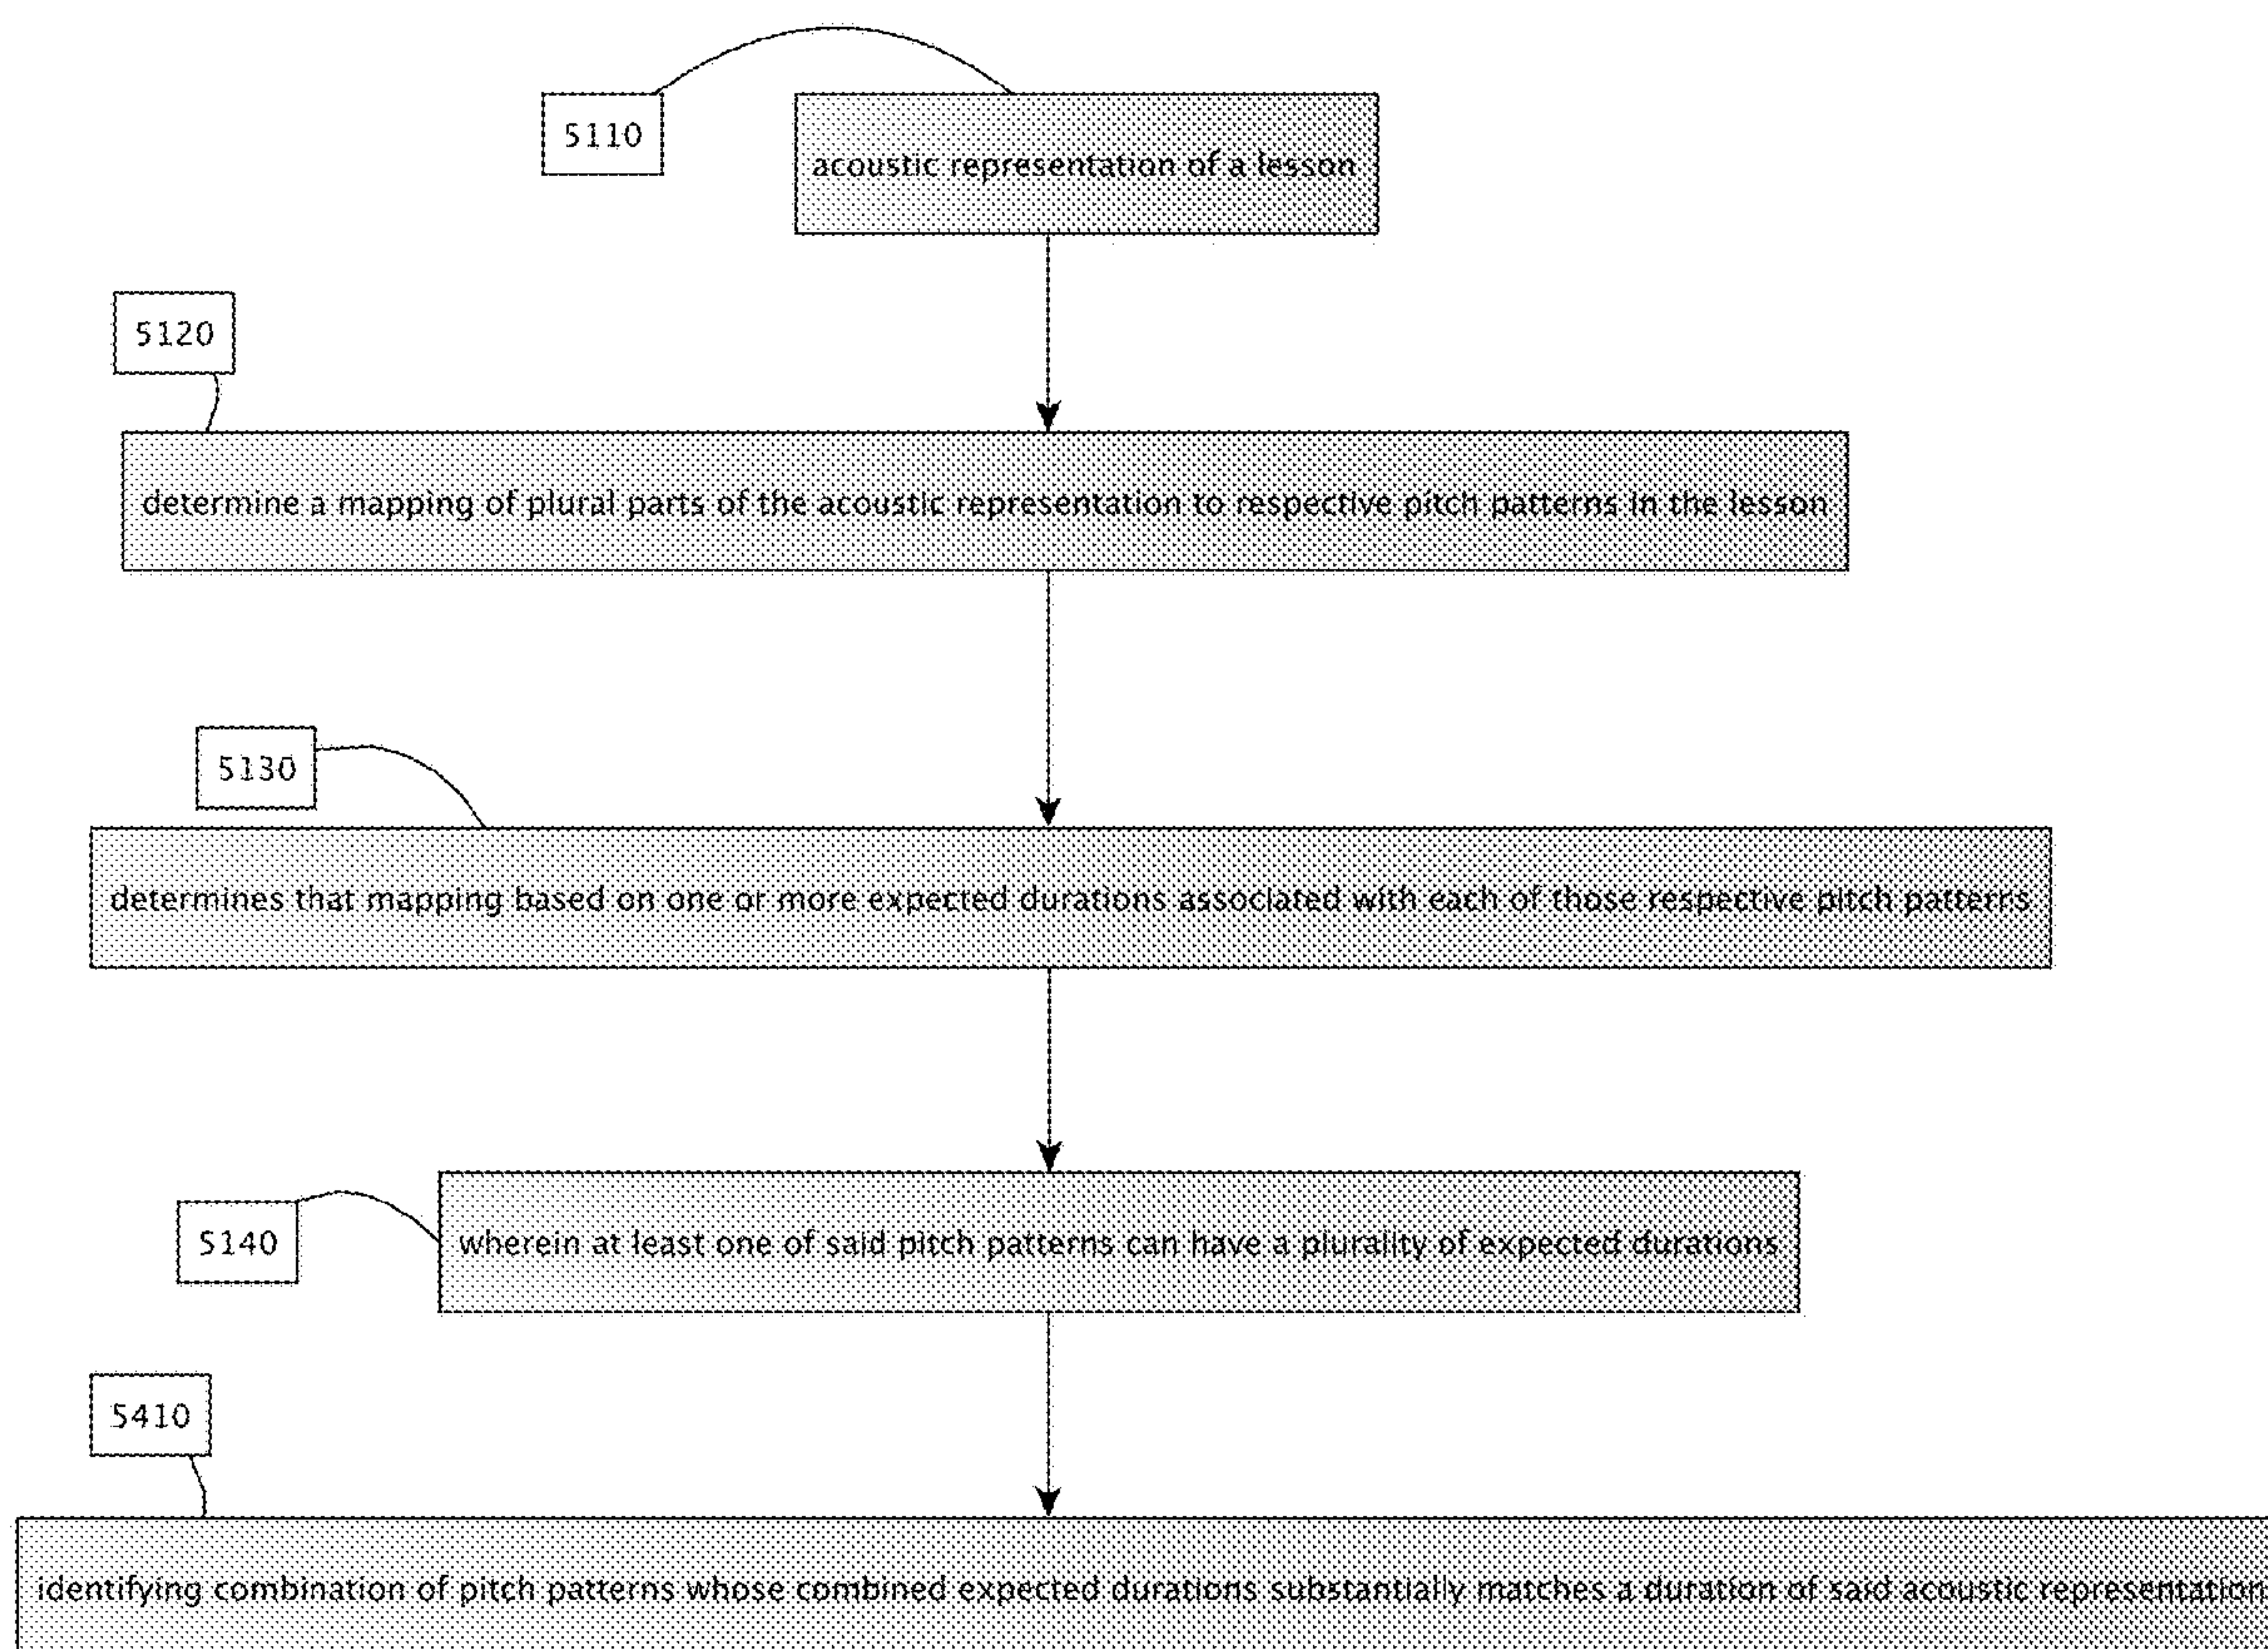 5110
acoustic representation of a lesson
5120
determine a mapping of plural parts of the acoustic representation to respective pitch patterns in the lesson
5130
determines that mapping based on one or more expected durations associated with each of those respective pitch patterns
5140
wherein at least one of said pitch patterns can have a plurality of expected durations
5410
identifying combination of pitch patterns whose combined expected durations substantially matches a duration of said acoustic representation